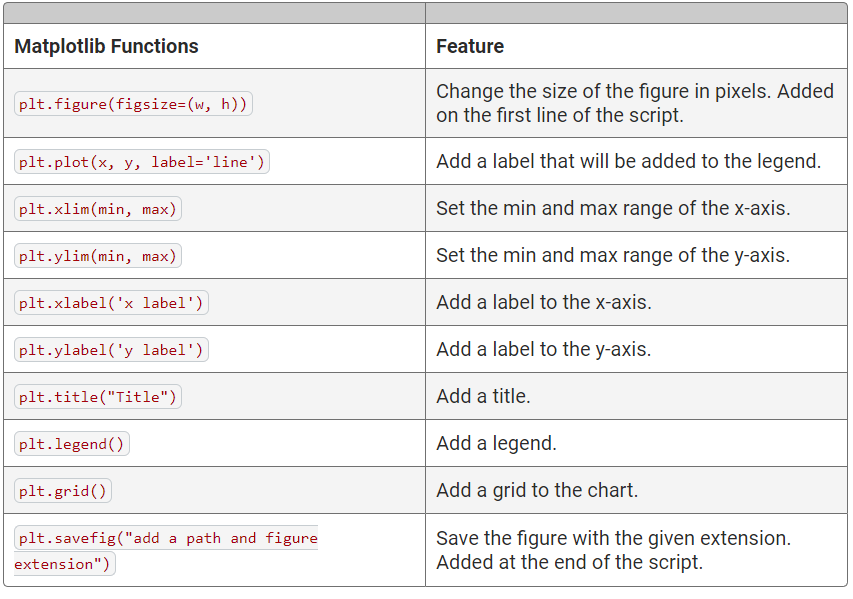 Matplotlib Functions
Feature
plt.figure(figsize=(w, h))
Change the size of the figure in pixels. Added
on the first line of the script.
plt.plot(x, y, label='line')
Add a label that will be added to the legend.
plt.xlim(min, max)
Set the min and max range of the x-axis.
plt.ylim(min, max)
Set the min and max range of the y-axis.
plt.xlabel('x label')
Add a label to the x-axis.
plt.ylabel('y label')
Add a label to the y-axis.
plt.title("Title")
Add a title.
plt.legend()
Add a legend.
plt.grid()
Add a grid to the chart.
plt.savefig("add a path and figure
extension")
Save the figure with the given extension.
Added at the end of the script.